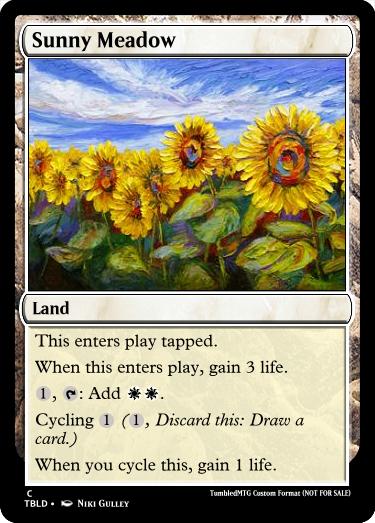 Sunny Meadow
Land
This enters play tapped.
When this enters play, gain 3 life.
1, : Add .
Cycling 1 (1, Discard this: Draw a
card.)
When you cycle this, gain 1 life.
C
TBLD • Niki Gulley
TumbledMTG Custom Format (NOT FOR SALE)